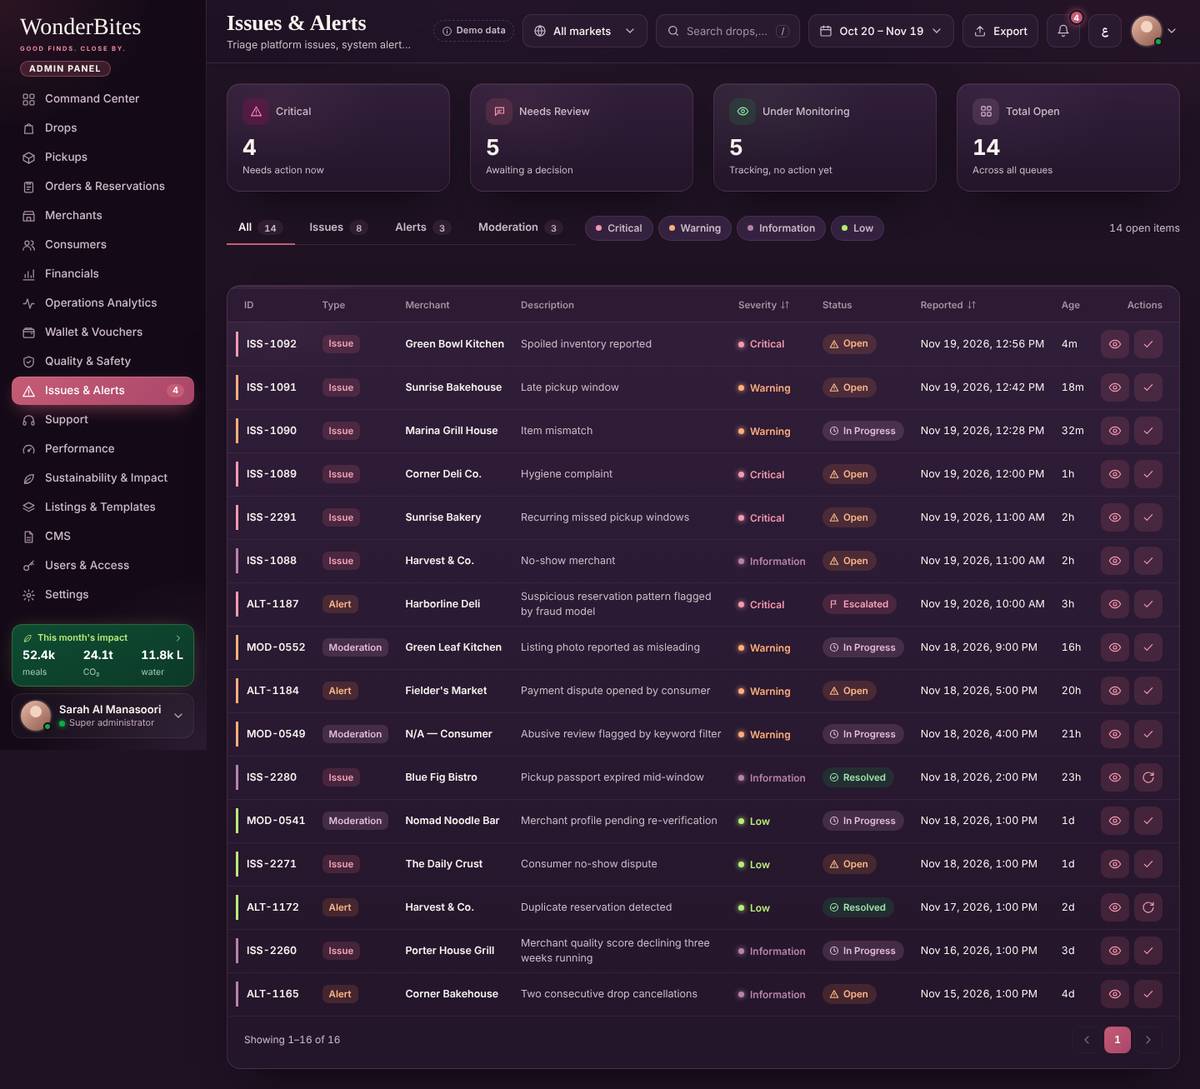 WonderBites
GOOD FINDS. CLOSE BY.
ADMIN PANEL
Command Center
Drops
Pickups
Orders & Reservations
Merchants
Consumers
Financials
Operations Analytics
Wallet & Vouchers
Quality & Safety
Issues & Alerts 4
Support
Performance
Sustainability & Impact
Listings & Templates
CMS
Users & Access
Settings
This month's impact
52.4k 24.1t 11.8k L
meals CO₂ water
Sarah Al Manasoori
Super administrator
Issues & Alerts
Triage platform issues, system alert...
Demo data
All markets
Search drops,... /
Oct 20 – Nov 19
Export
4
ع
Critical
4
Needs action now
Needs Review
5
Awaiting a decision
Under Monitoring
5
Tracking, no action yet
Total Open
14
Across all queues
All 14 Issues 8 Alerts 3 Moderation 3 Critical Warning Information Low 14 open items
ID Type Merchant Description Severity Status Reported Age Actions
ISS-1092 Issue Green Bowl Kitchen Spoiled inventory reported Critical Open Nov 19, 2026, 12:56 PM 4m
ISS-1091 Issue Sunrise Bakehouse Late pickup window Warning Open Nov 19, 2026, 12:42 PM 18m
ISS-1090 Issue Marina Grill House Item mismatch Warning In Progress Nov 19, 2026, 12:28 PM 32m
ISS-1089 Issue Corner Deli Co. Hygiene complaint Critical Open Nov 19, 2026, 12:00 PM 1h
ISS-2291 Issue Sunrise Bakery Recurring missed pickup windows Critical Open Nov 19, 2026, 11:00 AM 2h
ISS-1088 Issue Harvest & Co. No-show merchant Information Open Nov 19, 2026, 11:00 AM 2h
ALT-1187 Alert Harborline Deli Suspicious reservation pattern flagged by fraud model Critical Escalated Nov 19, 2026, 10:00 AM 3h
MOD-0552 Moderation Green Leaf Kitchen Listing photo reported as misleading Warning In Progress Nov 18, 2026, 9:00 PM 16h
ALT-1184 Alert Fielder's Market Payment dispute opened by consumer Warning Open Nov 18, 2026, 5:00 PM 20h
MOD-0549 Moderation N/A — Consumer Abusive review flagged by keyword filter Warning In Progress Nov 18, 2026, 4:00 PM 21h
ISS-2280 Issue Blue Fig Bistro Pickup passport expired mid-window Information Resolved Nov 18, 2026, 2:00 PM 23h
MOD-0541 Moderation Nomad Noodle Bar Merchant profile pending re-verification Low In Progress Nov 18, 2026, 1:00 PM 1d
ISS-2271 Issue The Daily Crust Consumer no-show dispute Low Open Nov 18, 2026, 1:00 PM 1d
ALT-1172 Alert Harvest & Co. Duplicate reservation detected Low Resolved Nov 17, 2026, 1:00 PM 2d
ISS-2260 Issue Porter House Grill Merchant quality score declining three weeks running Information In Progress Nov 16, 2026, 1:00 PM 3d
ALT-1165 Alert Corner Bakehouse Two consecutive drop cancellations Information Open Nov 15, 2026, 1:00 PM 4d
Showing 1–16 of 16
1